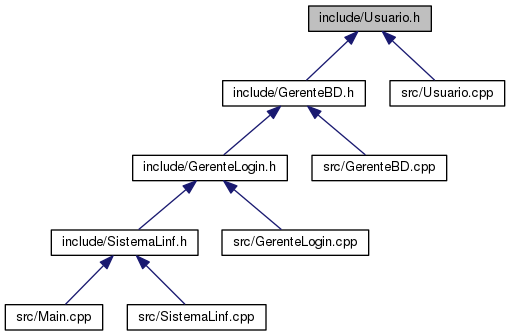 include/Usuario.h
include/GerenteBD.h
src/Usuario.cpp
include/GerenteLogin.h
src/GerenteBD.cpp
include/SistemaLinf.h
src/GerenteLogin.cpp
src/Main.cpp
src/SistemaLinf.cpp